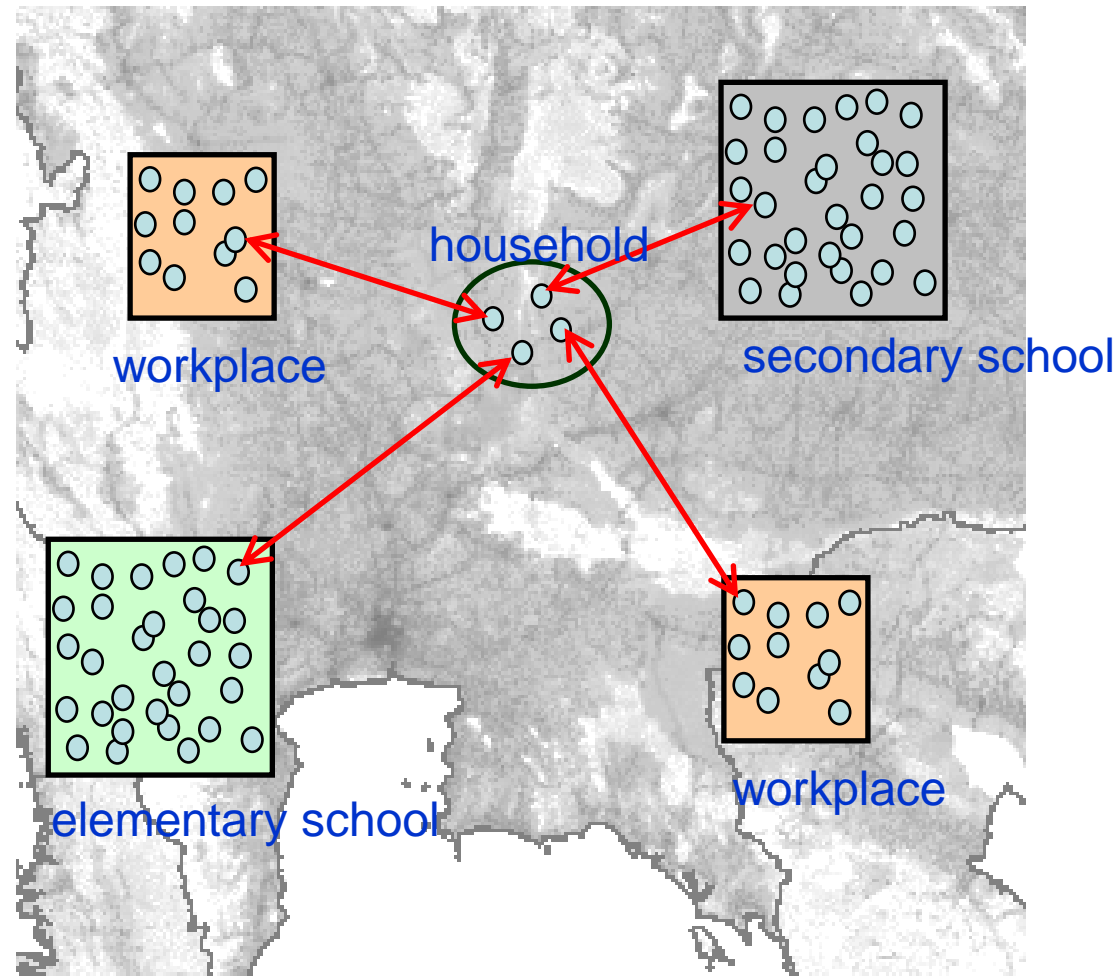 household
workplace
secondary school
workplace
elementary school